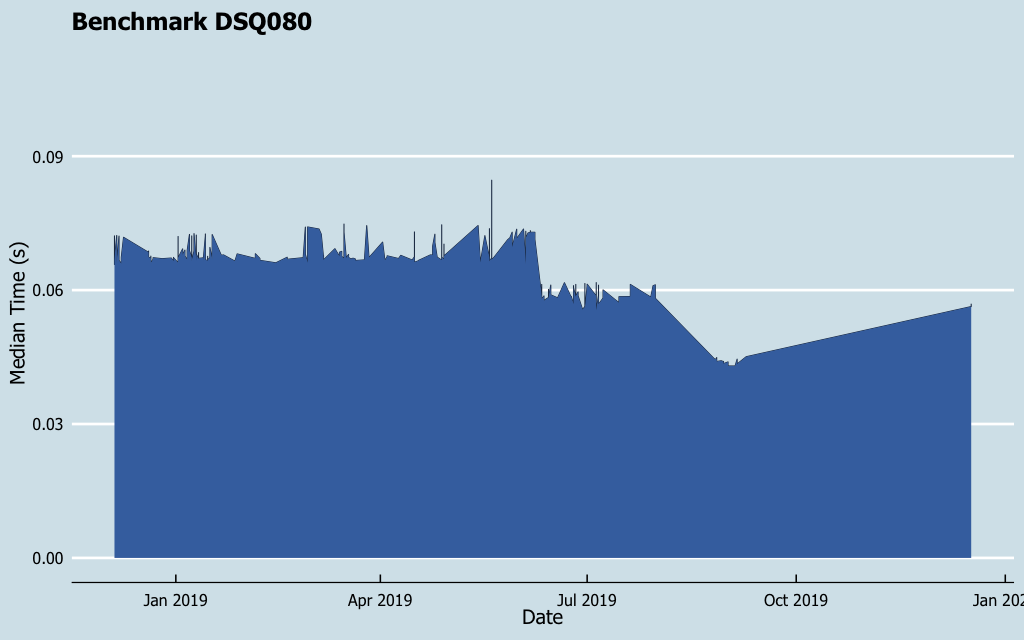 Benchmark DSQ080
0.09
0.06
0.03
0.00
Median Time (s)
Jan 2019
Apr 2019
Jul 2019
Oct 2019
Jan 202
Date